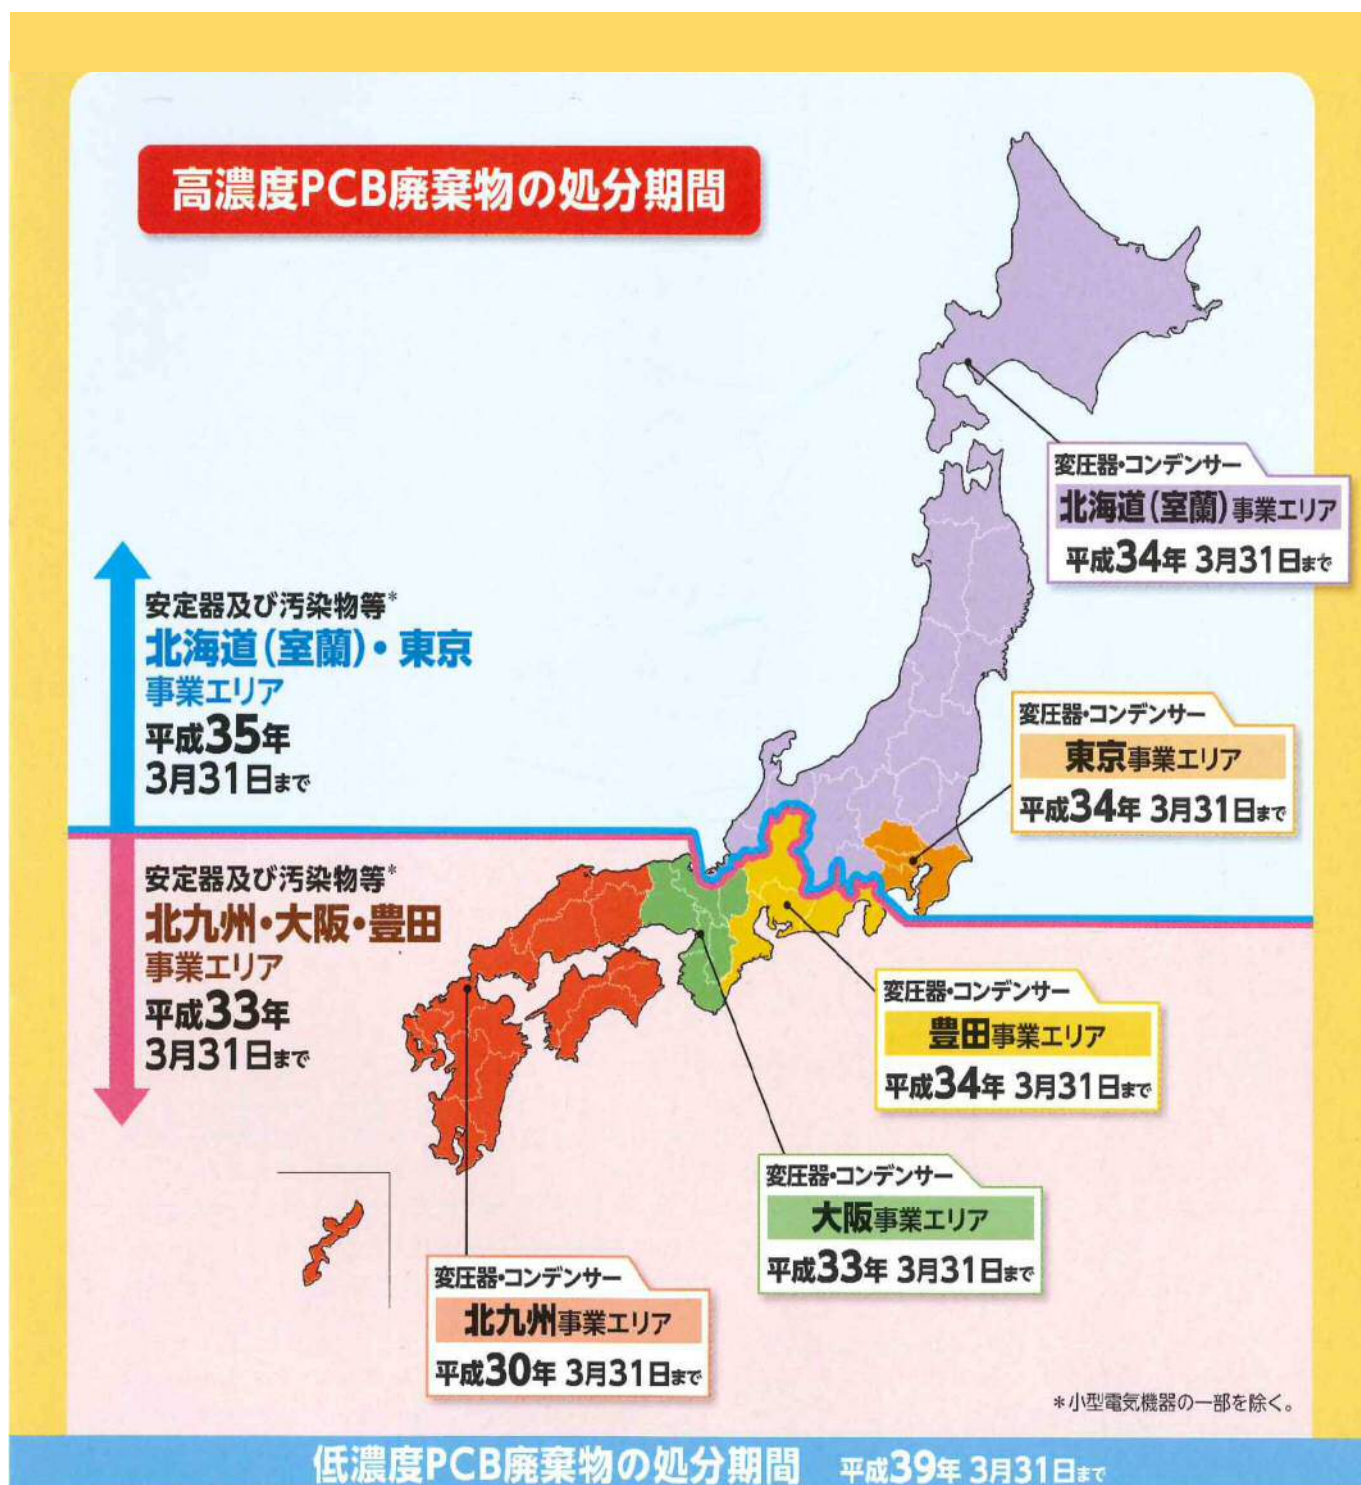 高濃度PCB廃棄物の処分期間
変圧器・コンデンサー
北海道(室蘭)事業エリア
平成34年 3月31日まで
安定器及び汚染物等*
北海道(室蘭)・東京
事業エリア
平成35年
3月31日まで
変圧器・コンデンサー
東京事業エリア
平成34年 3月31日まで
安定器及び汚染物等*
北九州・大阪・豊田
事業エリア
平成33年
3月31日まで
変圧器・コンデンサー
豊田事業エリア
平成34年 3月31日まで
変圧器・コンデンサー
大阪事業エリア
平成33年 3月31日まで
変圧器・コンデンサー
北九州事業エリア
平成30年 3月31日まで
*小型電気機器の一部を除く。
低濃度PCB廃棄物の処分期間 平成39年 3月31日まで